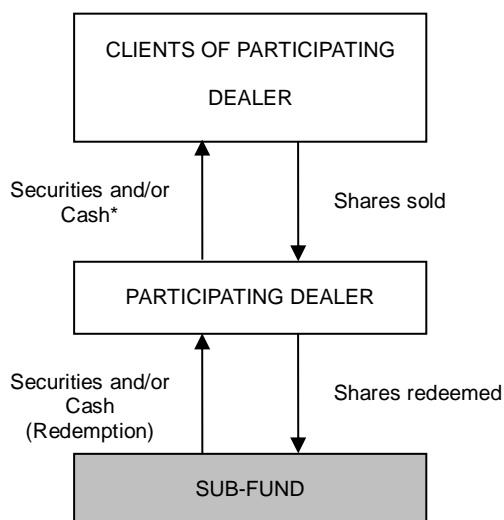 CLIENTS OF PARTICIPATING
DEALER
Securities and/or
Cash*
Shares sold
PARTICIPATING DEALER
Securities and/or
Cash
(Redemption)
Shares redeemed
SUB-FUND